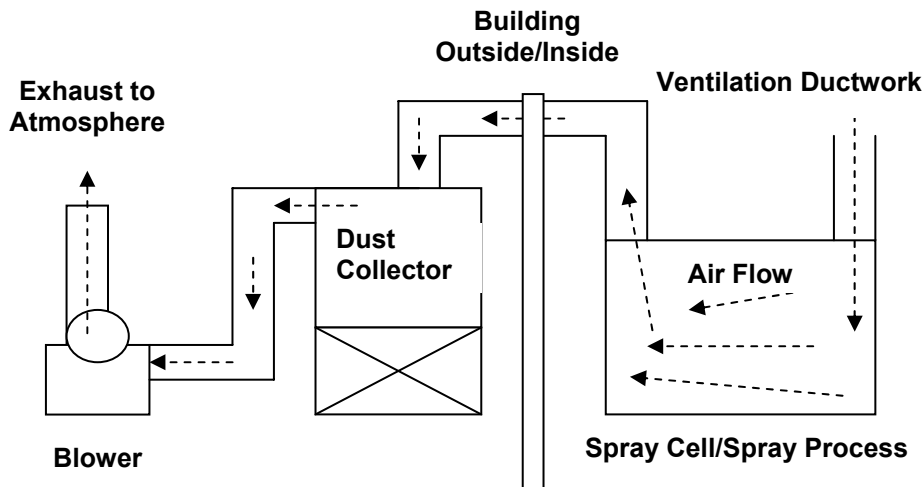 Building
Outside/Inside
Ventilation Ductwork
Exhaust to
Atmosphere
Dust
Collector
Air Flow
Blower
Spray Cell/Spray Process